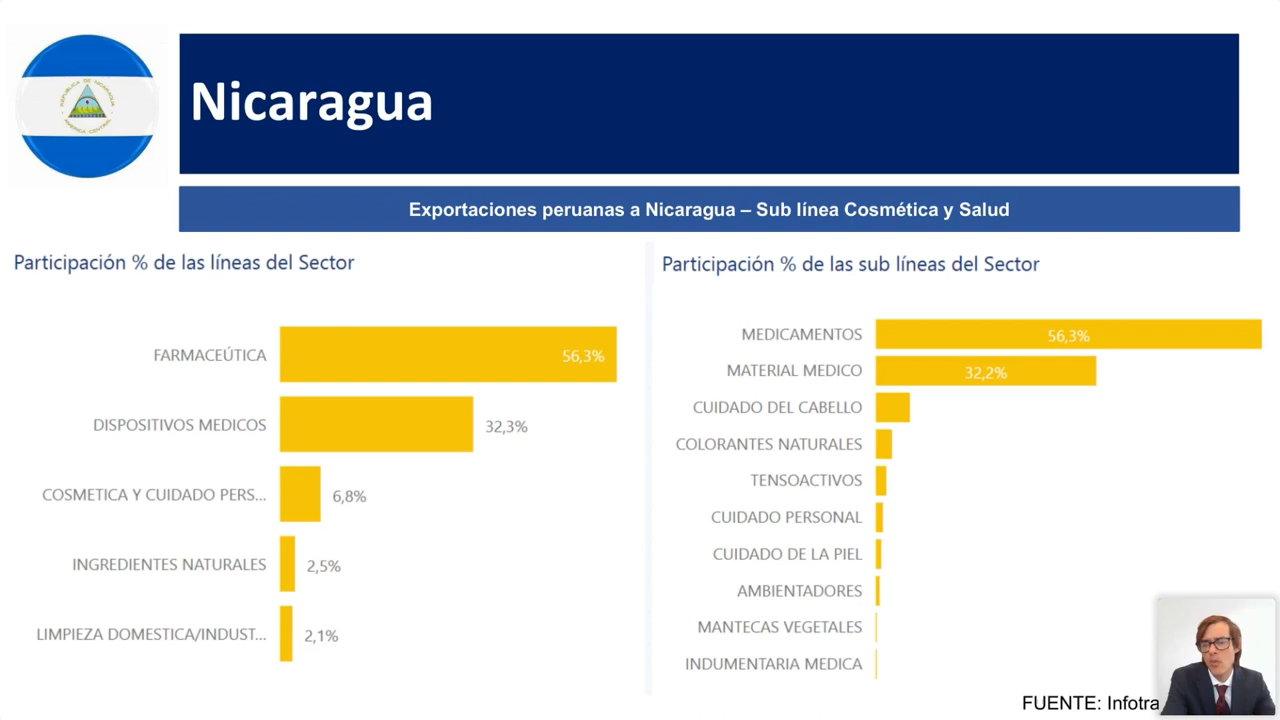 Nicaragua
Exportaciones peruanas a Nicaragua – Sub línea Cosmética y Salud
Participación % de las líneas del Sector
FARMACEÚTICA 56,3%
DISPOSITIVOS MEDICOS 32,3%
COSMETICA Y CUIDADO PERS... 6,8%
INGREDIENTES NATURALES 2,5%
LIMPIEZA DOMESTICA/INDUST... 2,1%
Participación % de las sub líneas del Sector
MEDICAMENTOS 56,3%
MATERIAL MEDICO 32,2%
CUIDADO DEL CABELLO
COLORANTES NATURALES
TENSOACTIVOS
CUIDADO PERSONAL
CUIDADO DE LA PIEL
AMBIENTADORES
MANTECAS VEGETALES
INDUMENTARIA MEDICA
FUENTE: Infotra